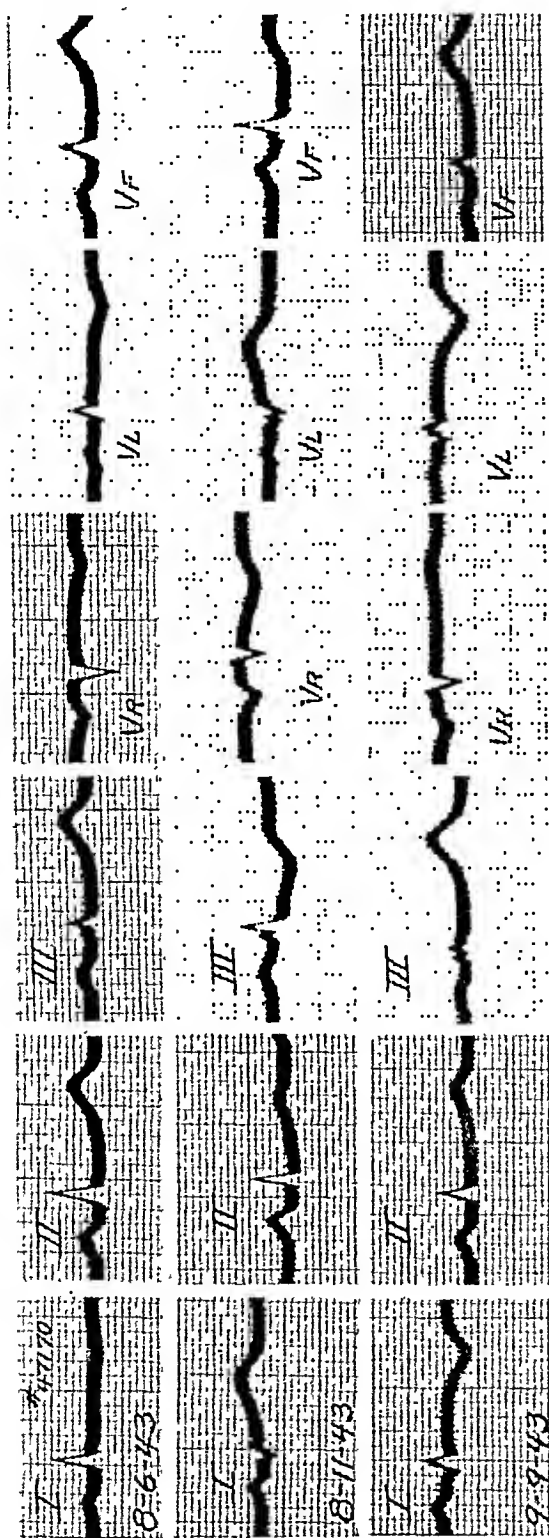 I #47170 II III VR VL VF
8-6-43
I II III VR VL VF
8-11-43
I II III VR VL VF
9-9-43